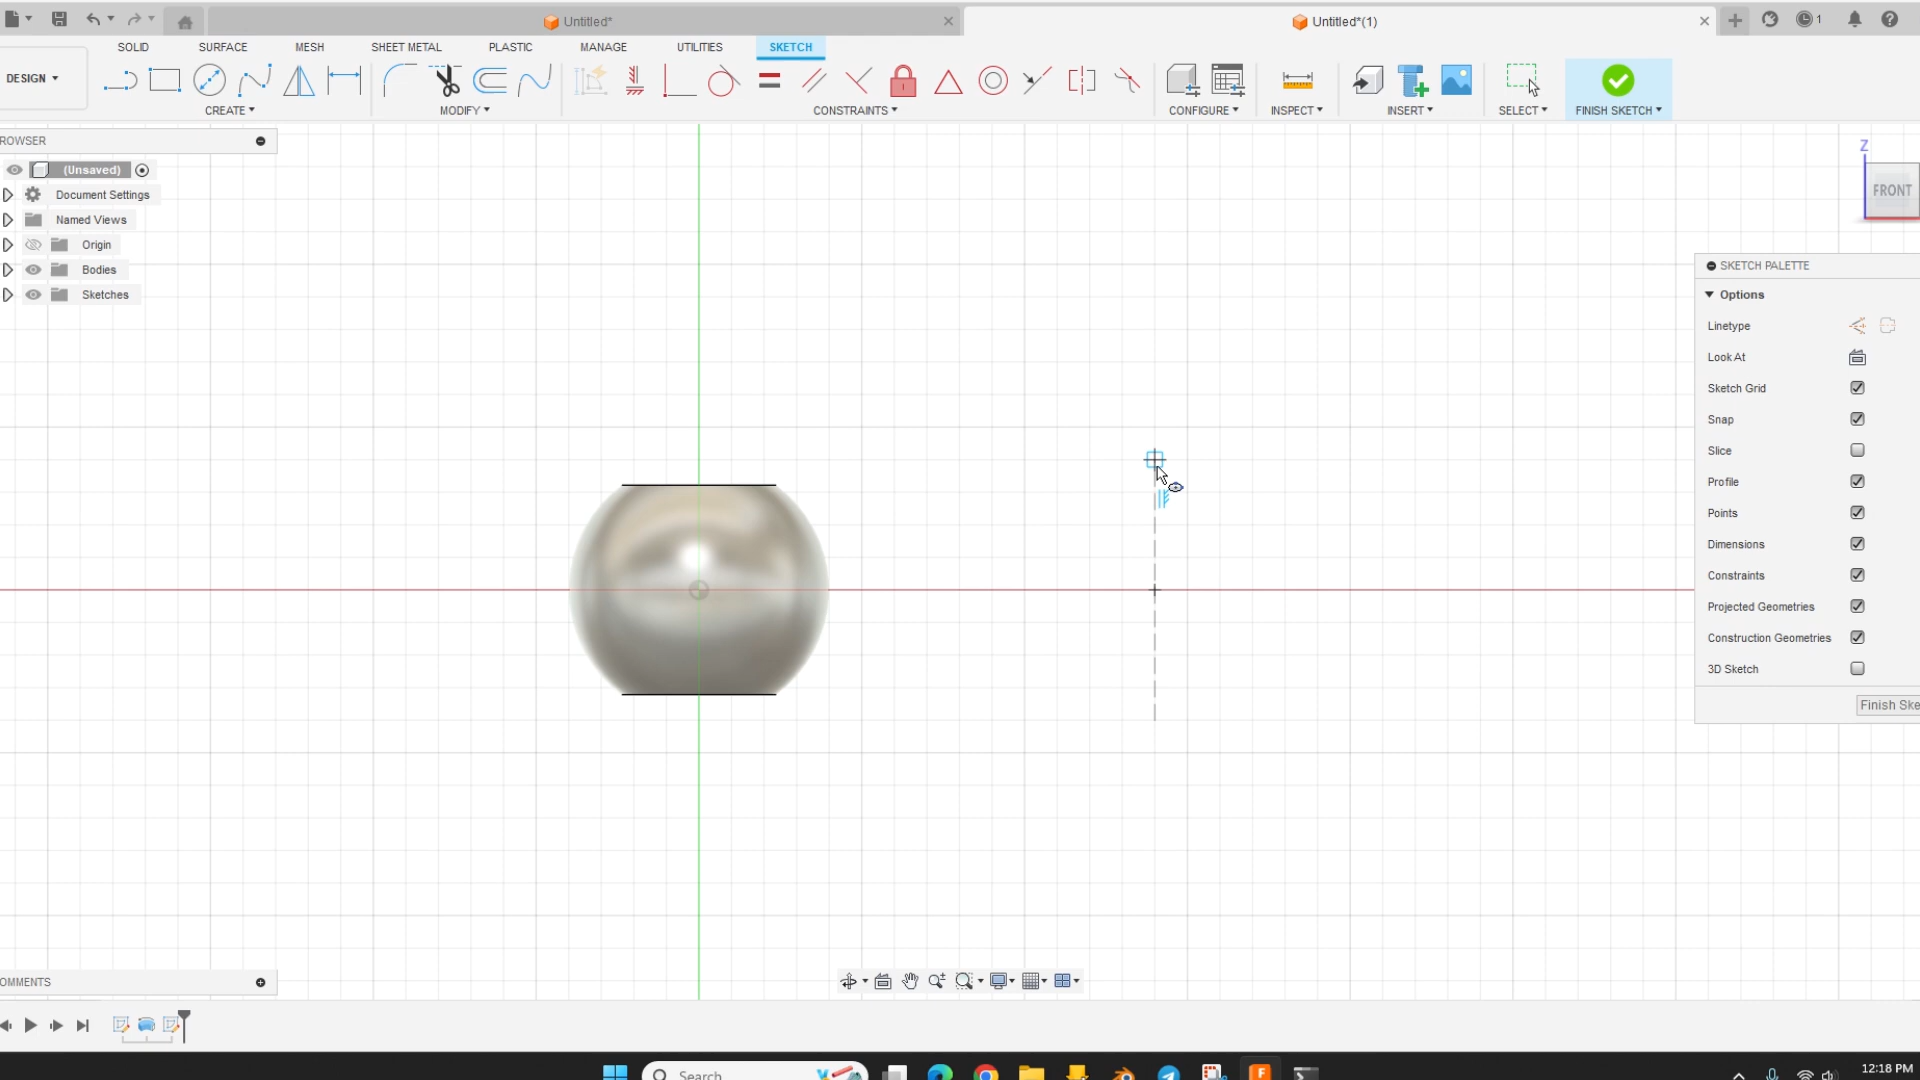 Untitled*
Untitled*(1)
1
SOLID SURFACE MESH SHEET METAL PLASTIC MANAGE UTILITIES SKETCH
DESIGN
CREATE MODIFY CONSTRAINTS CONFIGURE INSPECT INSERT SELECT FINISH SKETCH
ROWSER
(Unsaved)
Document Settings
Named Views
Origin
Bodies
Sketches
Z
FRONT
SKETCH PALETTE
Options
Linetype
Look At
Sketch Grid
Snap
Slice
Profile
Points
Dimensions
Constraints
Projected Geometries
Construction Geometries
3D Sketch
Finish Ske
OMMENTS
Search
12:18 PM